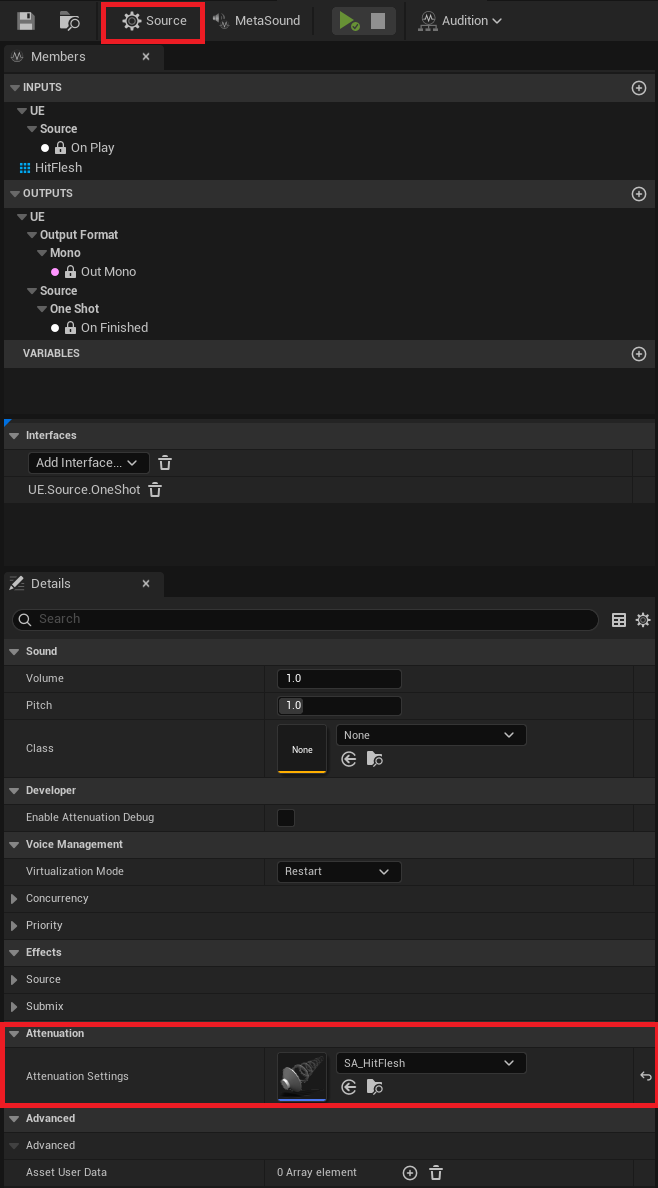 Source MetaSound Audition
Members
INPUTS
UE
Source
On Play
HitFlesh
OUTPUTS
UE
Output Format
Mono
Out Mono
Source
One Shot
On Finished
VARIABLES
Interfaces
Add Interface...
UE.Source.OneShot
Details
Search
Sound
Volume 1.0
Pitch 1.0
Class None None
Developer
Enable Attenuation Debug
Voice Management
Virtualization Mode Restart
Concurrency
Priority
Effects
Source
Submix
Attenuation
Attenuation Settings SA_HitFlesh
Advanced
Advanced
Asset User Data 0 Array element